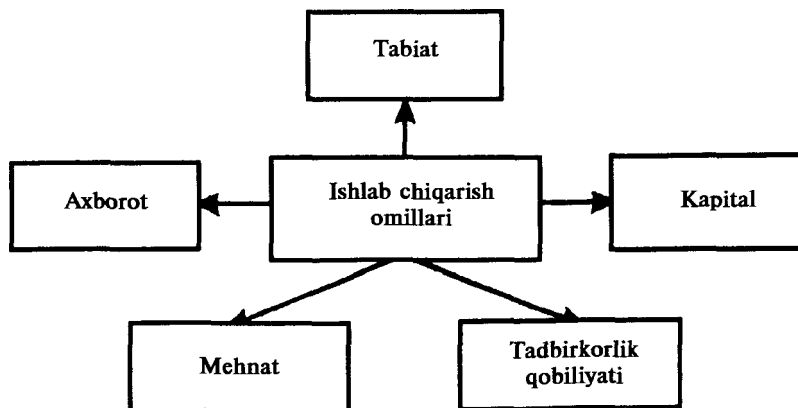 Tabiat
Axborot
Ishlab chiqarish
omillari
Kapital
Mehnat
Tadbirkorlik
qobiliyati